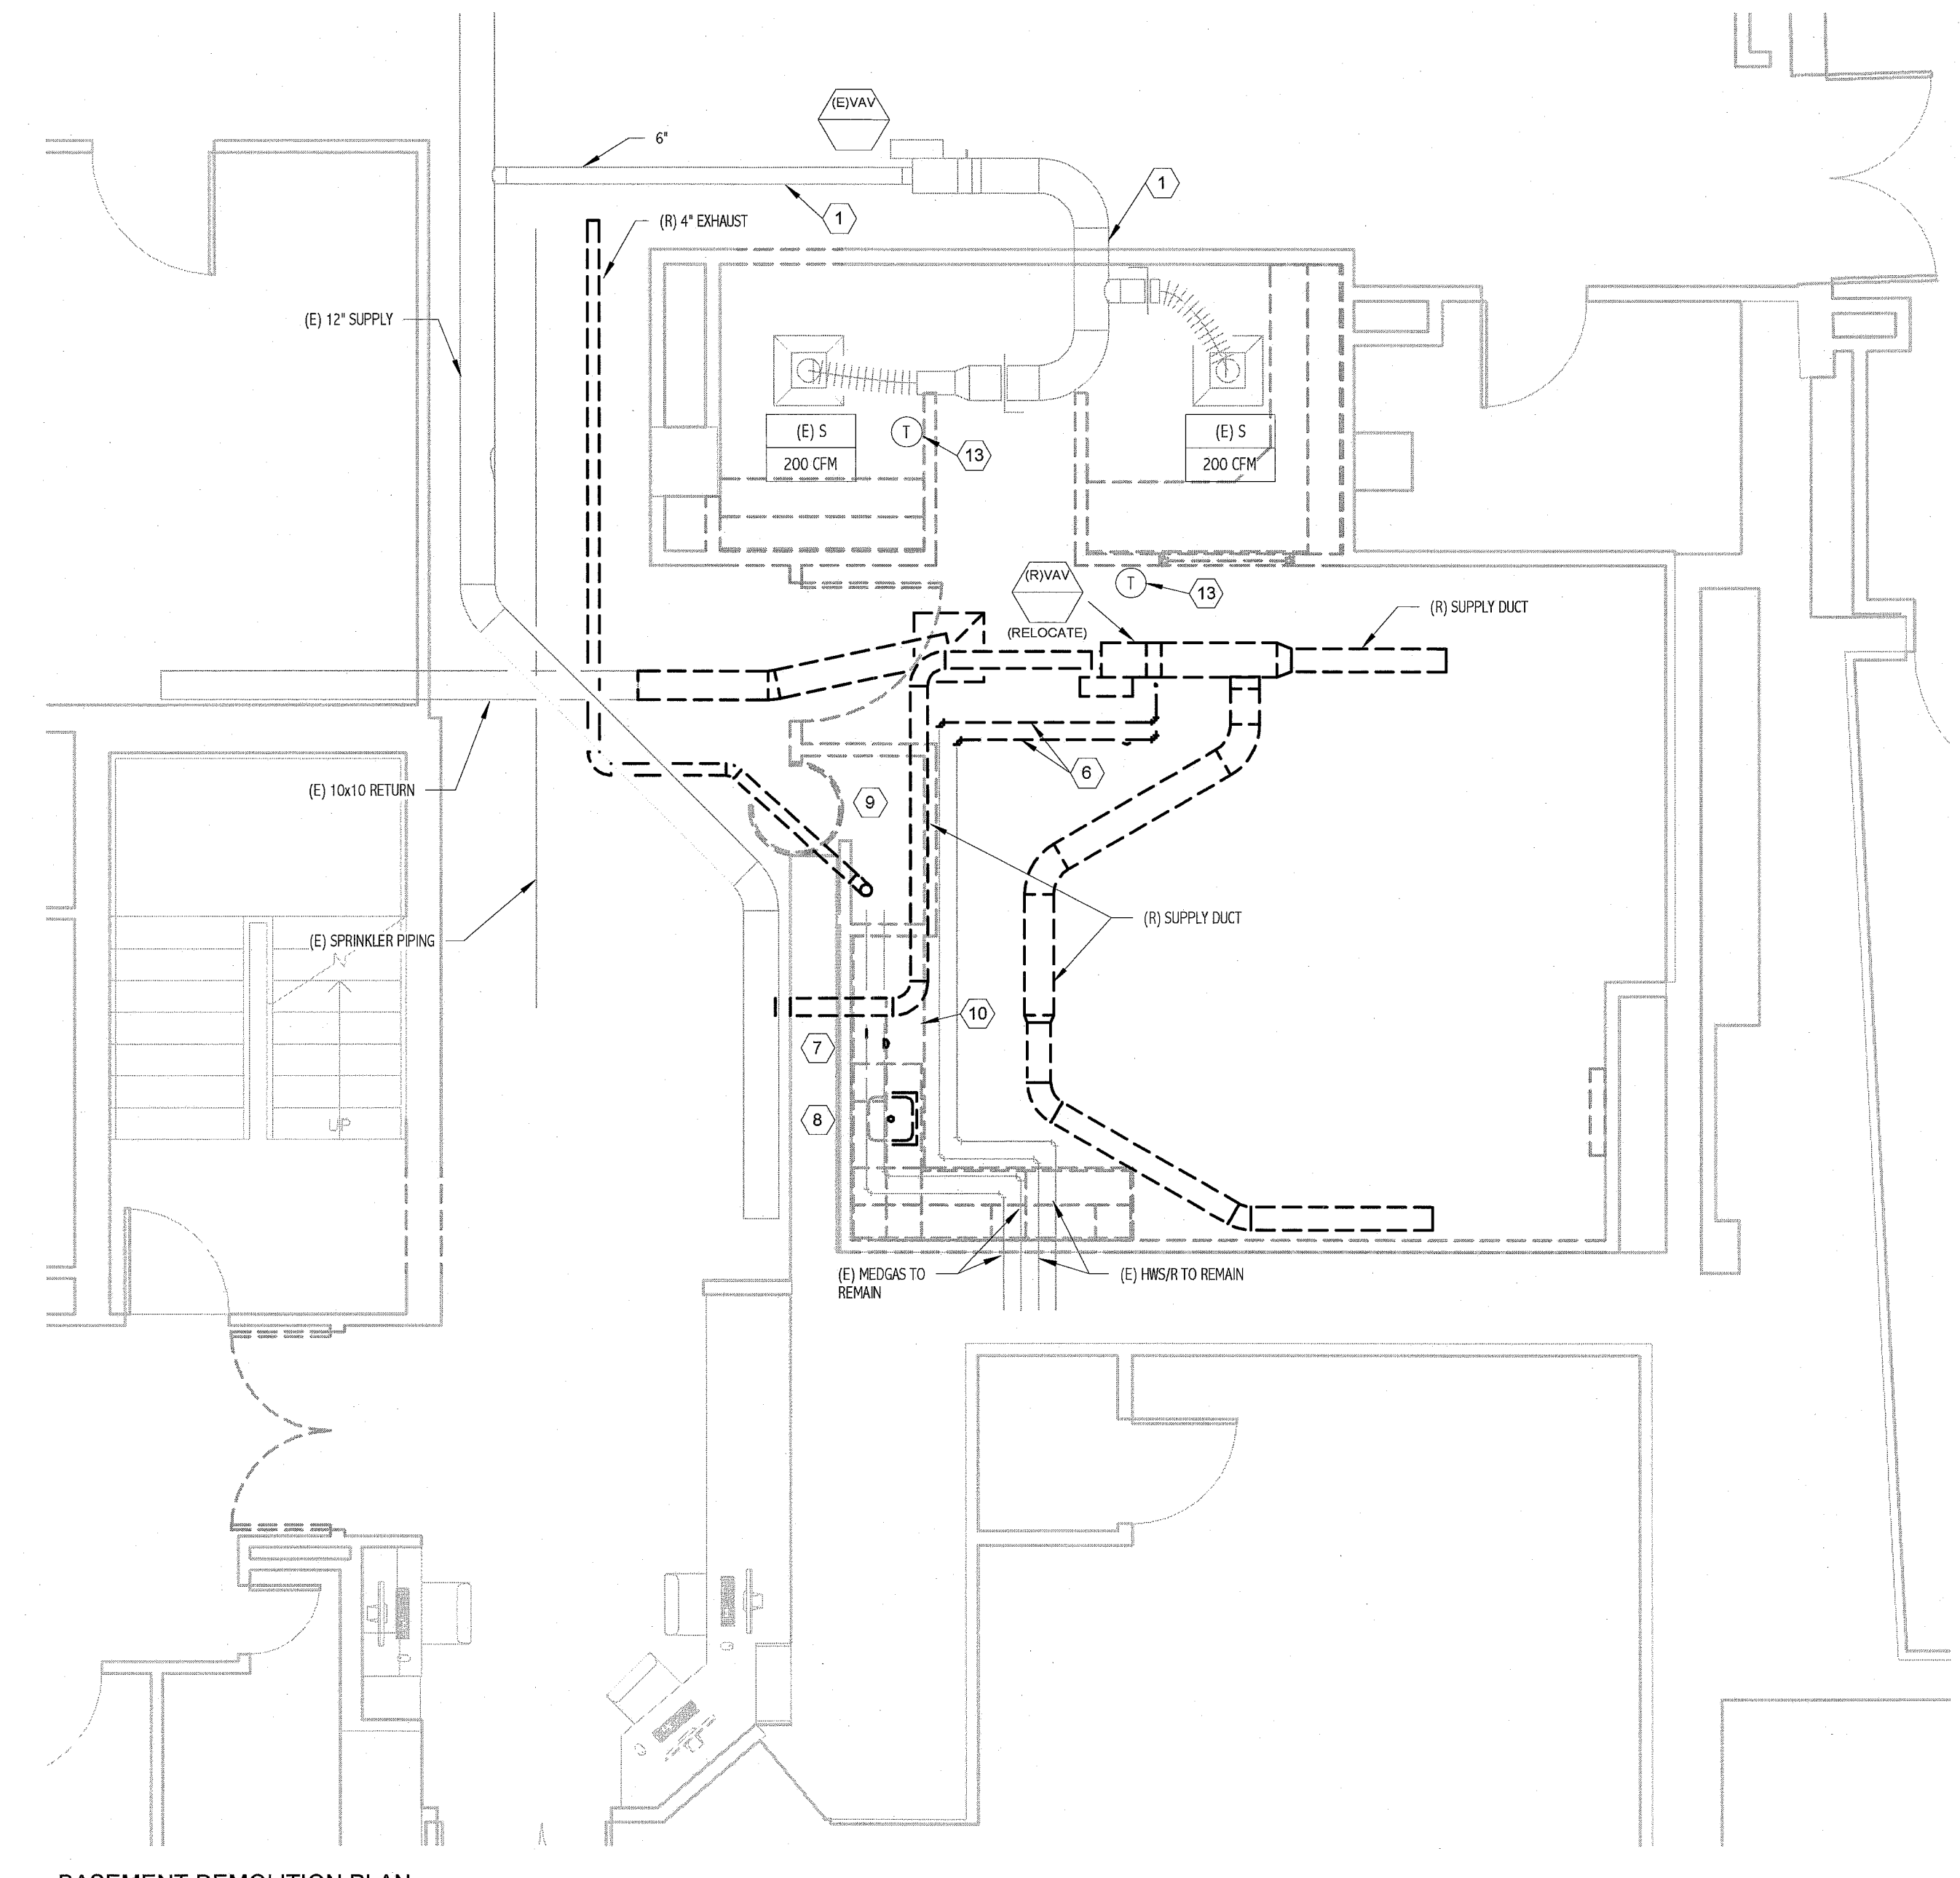 (E)VAV
6"
1
1
(R) 4" EXHAUST
(E) 12" SUPPLY
(E) S
200 CFM
T
13
(E) S
200 CFM
(R)VAV
(RELOCATE)
T
13
(R) SUPPLY DUCT
6
(E) 10x10 RETURN
9
(R) SUPPLY DUCT
(E) SPRINKLER PIPING
N
10
7
8
UP
(E) MEDGAS TO
REMAIN
(E) HWS/R TO REMAIN
BASEMENT DEMOLITION PLAN